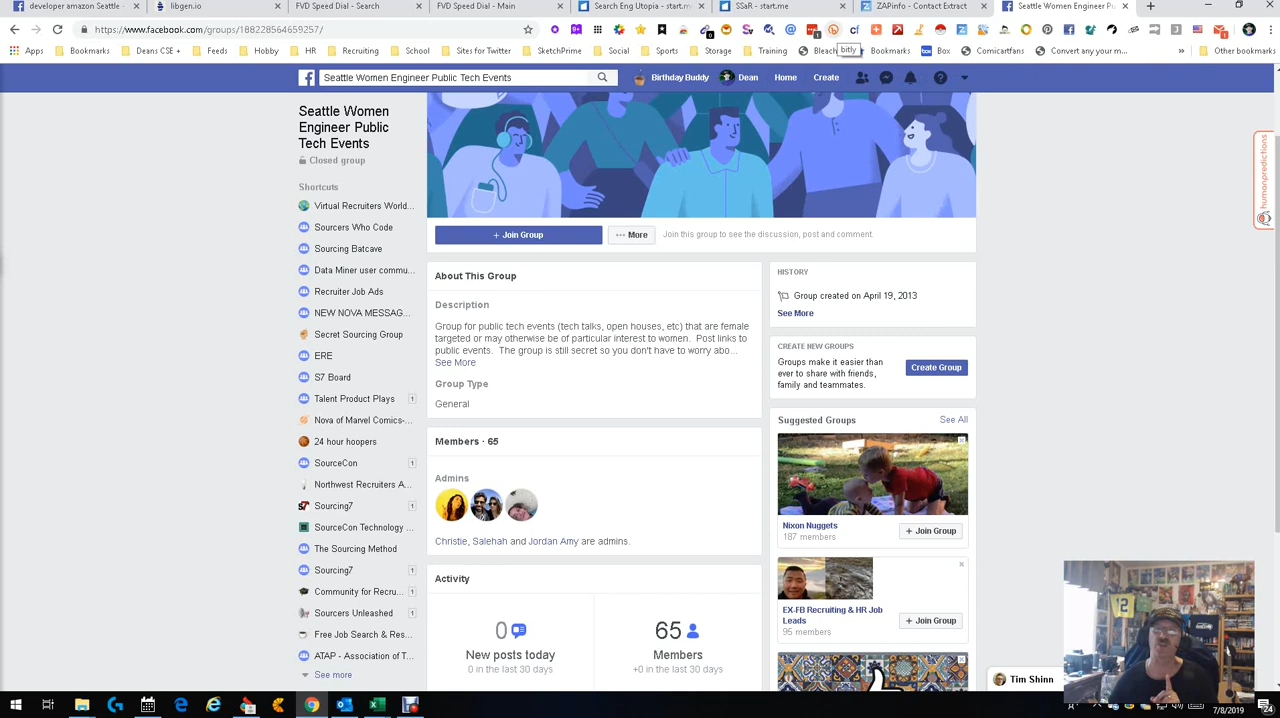 developer amazon Seattle -
libgen.io
FVD Speed Dial - Search
FVD Speed Dial - Main
Search Eng Utopia - start.m
SSaR - start.me
ZAPinfo - Contact Extract
Seattle Women Engineer Pu
https://www.facebook.com/groups/188228564659257/
Apps
Bookmarks
Deans CSE +
Feeds
Hobby
HR
Recruiting
School
Sites for Twitter
SketchPrime
Social
Sports
Storage
Training
Bleach
bitly
Bookmarks
Box
Comicartfans
Convert any your m...
Other bookmarks
Seattle Women Engineer Public Tech Events
Birthday Buddy
Dean
Home
Create
Seattle Women
Engineer Public
Tech Events
Closed group
Shortcuts
Virtual Recruiters World...
Sourcers Who Code
Sourcing Batcave
Data Miner user commu...
Recruiter Job Ads
NEW NOVA MESSAG...
Secret Sourcing Group
ERE
S7 Board
Talent Product Plays 1
Nova of Marvel Comics-...
24 hour hoopers
SourceCon 1
Northwest Recruiters A...
Sourcing7 1
SourceCon Technology ...
The Sourcing Method
Sourcing7 1
Community for Recru... 1
Sourcers Unleashed 1
Free Job Search & Res...
ATAP - Association of T...
See more
+ Join Group
More
Join this group to see the discussion, post and comment.
About This Group
Description
Group for public tech events (tech talks, open houses, etc) that are female
targeted or may otherwise be of particular interest to women. Post links to
public events. The group is still secret so you don't have to worry abo...
See More
Group Type
General
Members · 65
Admins
Christie, Salehah and Jordan Amy are admins.
Activity
0
New posts today
0 in the last 30 days
65
Members
+0 in the last 30 days
HISTORY
Group created on April 19, 2013
See More
CREATE NEW GROUPS
Groups make it easier than
ever to share with friends,
family and teammates.
Create Group
Suggested Groups
See All
Nixon Nuggets
187 members
+ Join Group
EX-FB Recruiting & HR Job
Leads
95 members
+ Join Group
humanpredictions
Tim Shinn
12
7/8/2019